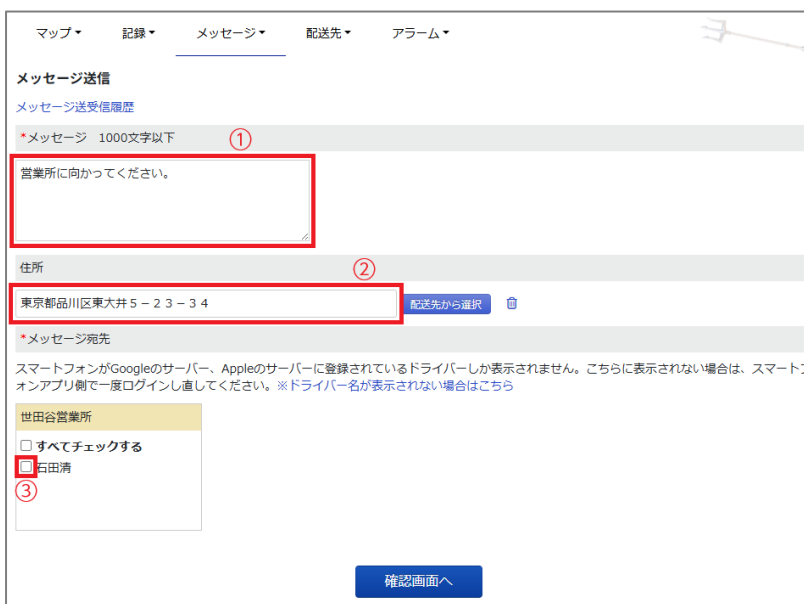 マップ▼ 記録▼ メッセージ▼ 配送先▼ アラーム▼
メッセージ送信
メッセージ送受信履歴
*メッセージ 1000文字以下 ①
営業所に向かってください。
住所 ②
東京都品川区東大井５－２３－３４ 配送先から選択
*メッセージ宛先
スマートフォンがGoogleのサーバー、Appleのサーバーに登録されているドライバーしか表示されません。こちらに表示されない場合は、スマートフ
ォンアプリ側で一度ログインし直してください。※ドライバー名が表示されない場合はこちら
世田谷営業所
すべてチェックする
石田清
③
確認画面へ